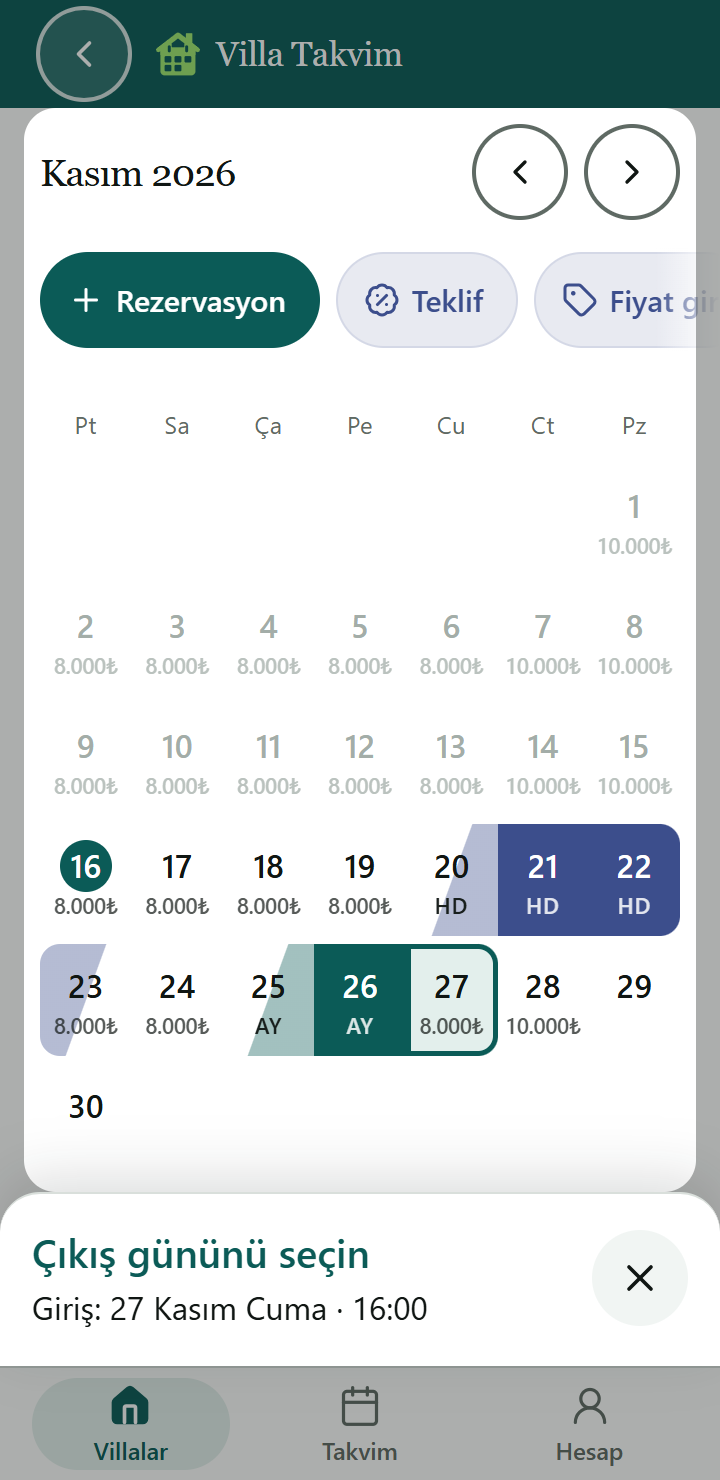 Villa Takvim
Kasım 2026
Rezervasyon
Teklif
Fiyat gir
Pt Sa Ça Pe Cu Ct Pz
1
10.000₺
2 3 4 5 6 7 8
8.000₺ 8.000₺ 8.000₺ 8.000₺ 8.000₺ 10.000₺ 10.000₺
9 10 11 12 13 14 15
8.000₺ 8.000₺ 8.000₺ 8.000₺ 8.000₺ 10.000₺ 10.000₺
16 17 18 19 20 21 22
8.000₺ 8.000₺ 8.000₺ 8.000₺ HD HD HD
23 24 25 26 27 28 29
8.000₺ 8.000₺ AY AY 8.000₺ 10.000₺
30
Çıkış gününü seçin
Giriş: 27 Kasım Cuma · 16:00
Villalar
Takvim
Hesap